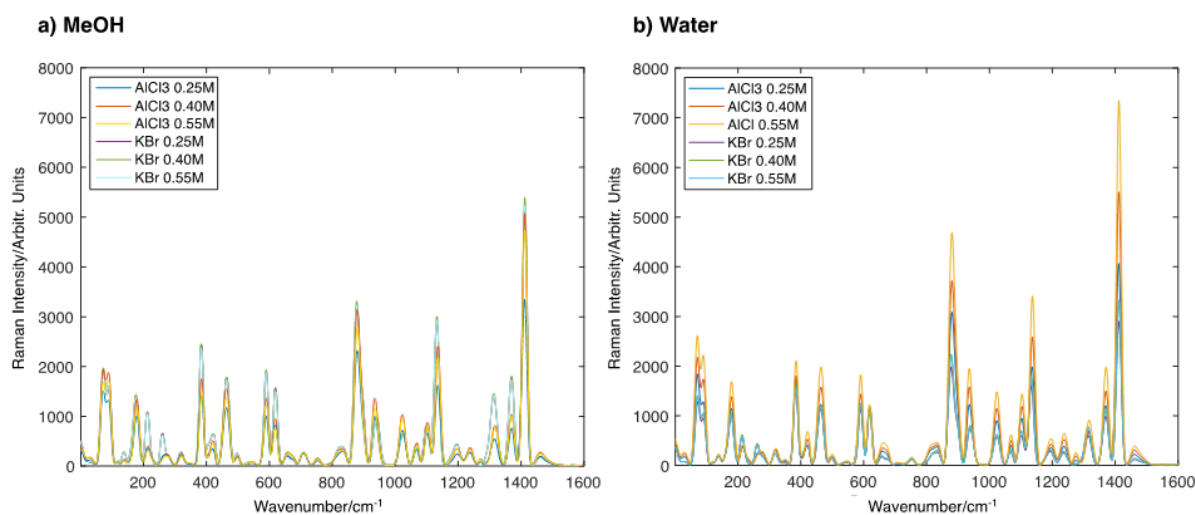 a) MeOH
8000
7000
6000
5000
4000
3000
2000
1000
0
Raman Intensity/Arbitr. Units
AlCl3 0.25M
AlCl3 0.40M
AlCl3 0.55M
KBr 0.25M
KBr 0.40M
KBr 0.55M
200 400 600 800 1000 1200 1400 1600
Wavenumber/cm⁻¹
b) Water
8000
7000
6000
5000
4000
3000
2000
1000
0
Raman Intensity/Arbitr. Units
AlCl3 0.25M
AlCl3 0.40M
AlCl 0.55M
KBr 0.25M
KBr 0.40M
KBr 0.55M
200 400 600 800 1000 1200 1400 1600
Wavenumber/cm⁻¹